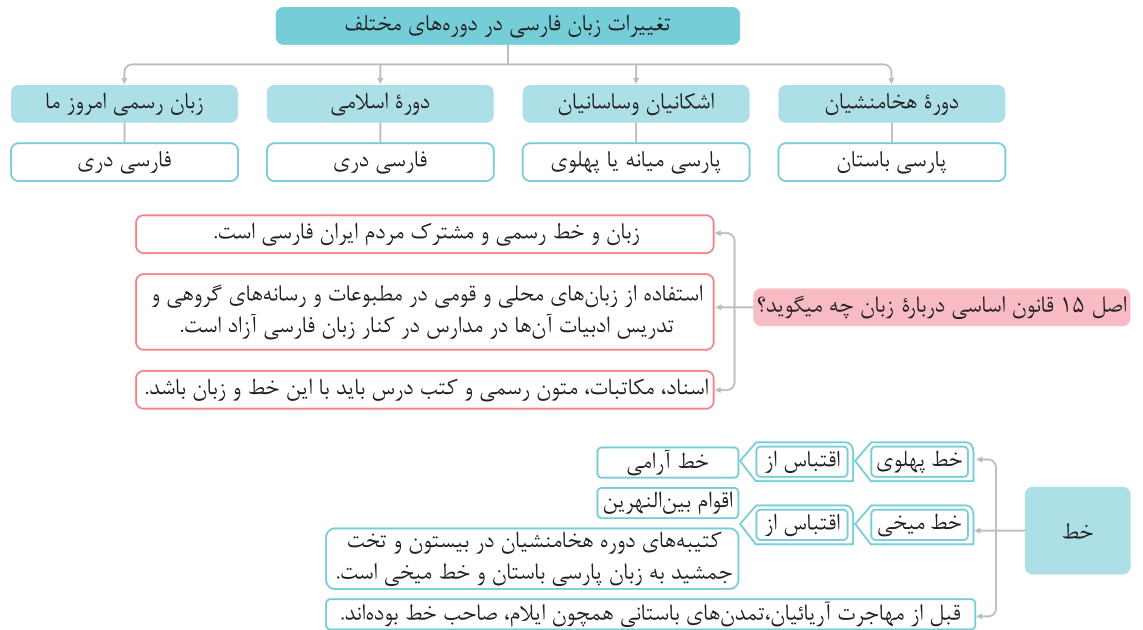 تغییرات زبان فارسی در دوره‌های مختلف
دورۀ هخامنشیان
اشکانیان وساسانیان
دورۀ اسلامی
زبان رسمی امروز ما
پارسی باستان
پارسی میانه یا پهلوی
فارسی دری
فارسی دری
اصل ۱۵ قانون اساسی دربارۀ زبان چه میگوید؟
زبان و خط رسمی و مشترک مردم ایران فارسی است.
استفاده از زبان‌های محلی و قومی در مطبوعات و رسانه‌های گروهی و
تدریس ادبیات آن‌ها در مدارس در کنار زبان فارسی آزاد است.
اسناد، مکاتبات، متون رسمی و کتب درس باید با این خط و زبان باشد.
خط
خط پهلوی
اقتباس از
خط آرامی
خط میخی
اقتباس از
اقوام بین‌النهرین
کتیبه‌های دوره هخامنشیان در بیستون و تخت
جمشید به زبان پارسی باستان و خط میخی است.
قبل از مهاجرت آریائیان،تمدن‌های باستانی همچون ایلام، صاحب خط بوده‌اند.